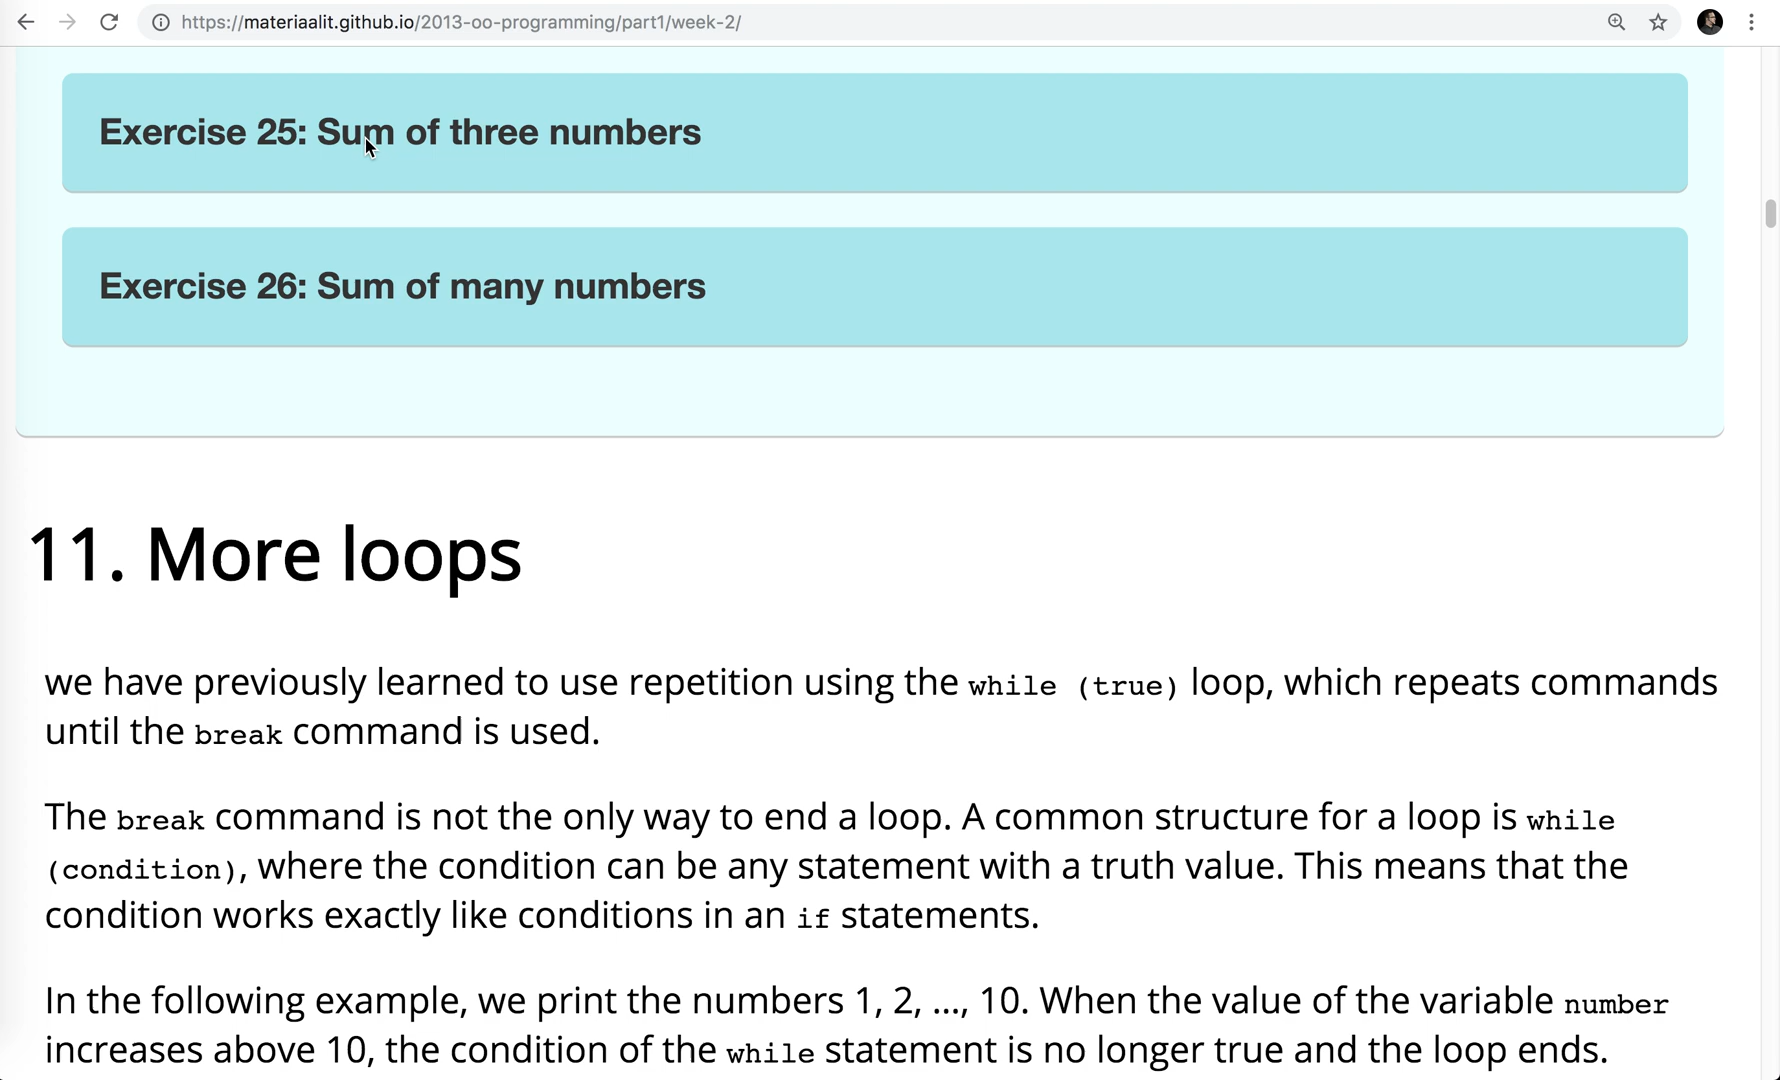 https://materiaalit.github.io/2013-oo-programming/part1/week-2/
Exercise 25: Sum of three numbers
Exercise 26: Sum of many numbers
11. More loops
we have previously learned to use repetition using the while (true) loop, which repeats commands
until the break command is used.
The break command is not the only way to end a loop. A common structure for a loop is while
(condition), where the condition can be any statement with a truth value. This means that the
condition works exactly like conditions in an if statements.
In the following example, we print the numbers 1, 2, ..., 10. When the value of the variable number
increases above 10, the condition of the while statement is no longer true and the loop ends.